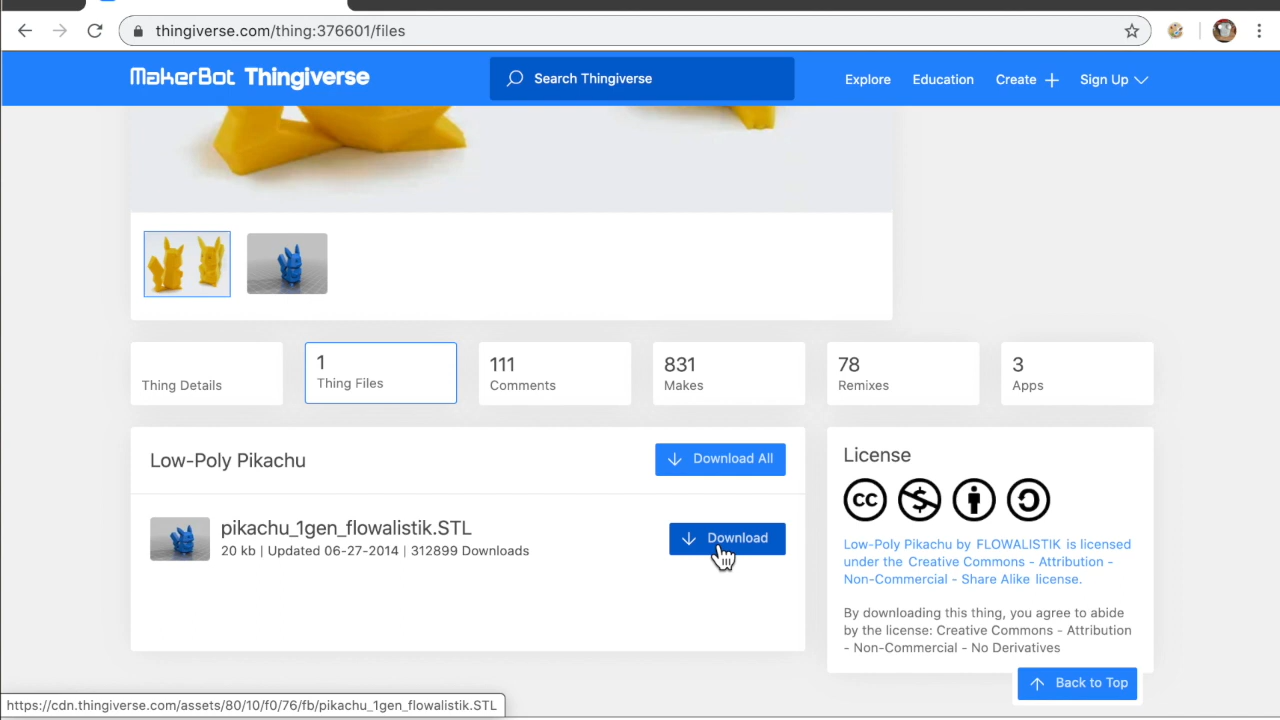 thingiverse.com/thing:376601/files
MakerBot Thingiverse
Search Thingiverse
Explore
Education
Create
Sign Up
Thing Details
1
Thing Files
111
Comments
831
Makes
78
Remixes
3
Apps
Low-Poly Pikachu
Download All
pikachu_1gen_flowalistik.STL
20 kb | Updated 06-27-2014 | 312899 Downloads
Download
License
cc
Low-Poly Pikachu by FLOWALISTIK is licensed
under the Creative Commons - Attribution -
Non-Commercial - Share Alike license.
By downloading this thing, you agree to abide
by the license: Creative Commons - Attribution
- Non-Commercial - No Derivatives
Back to Top
https://cdn.thingiverse.com/assets/80/10/f0/76/fb/pikachu_1gen_flowalistik.STL